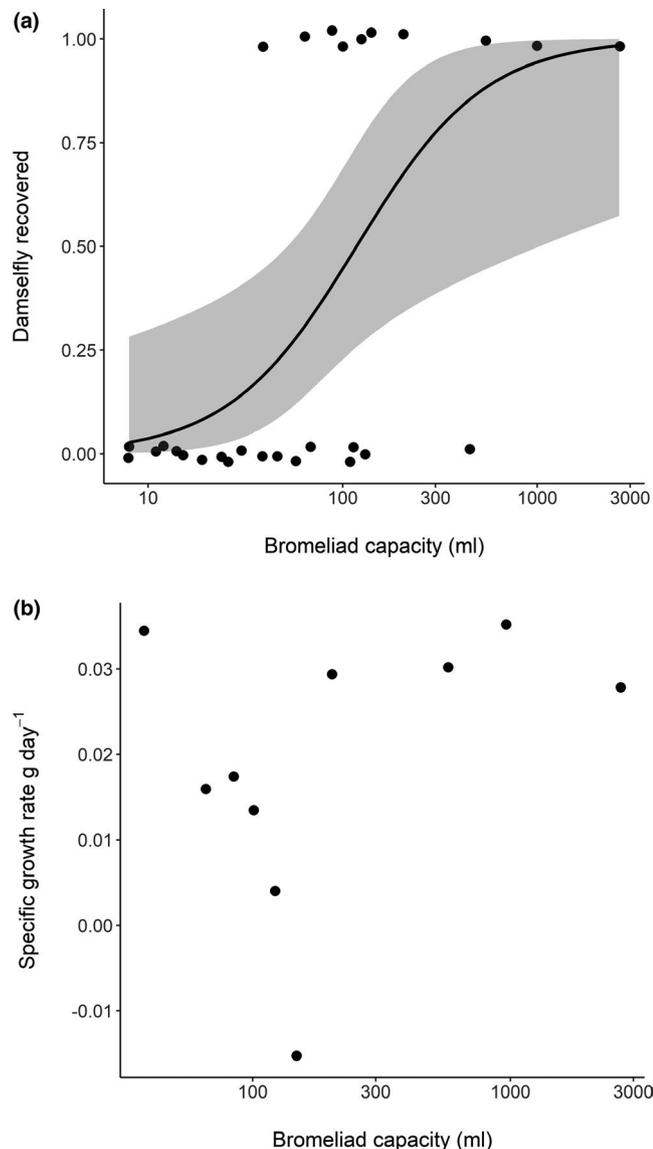 (a)
1.00
0.75
0.50
0.25
0.00
Damselfly recovered
10 100 300 1000 3000
Bromeliad capacity (ml)
(b)
0.03
0.02
0.01
0.00
-0.01
Specific growth rate g day⁻¹
100 300 1000 3000
Bromeliad capacity (ml)